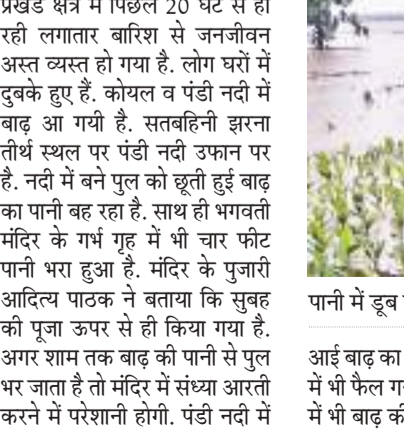 प्रखंड क्षेत्र में पिछले 20 घंटे से हो
रही लगातार बारिश से जनजीवन
अस्त व्यस्त हो गया है. लोग घरों में
दुबके हुए हैं. कोयल व पंडी नदी में
बाढ़ आ गयी है. सतबहिनी झरना
तीर्थ स्थल पर पंडी नदी उफान पर
है. नदी में बने पुल को छूती हुई बाढ़
का पानी बह रहा है. साथ ही भगवती
मंदिर के गर्भ गृह में भी चार फीट
पानी भरा हुआ है. मंदिर के पुजारी
आदित्य पाठक ने बताया कि सुबह
की पूजा ऊपर से ही किया गया है.
अगर शाम तक बाढ़ की पानी से पुल
भर जाता है तो मंदिर में संध्या आरती
करने में परेशानी होगी. पंडी नदी में
पानी में डूब
आई बाढ़ का
में भी फैल
में भी बाढ़ की